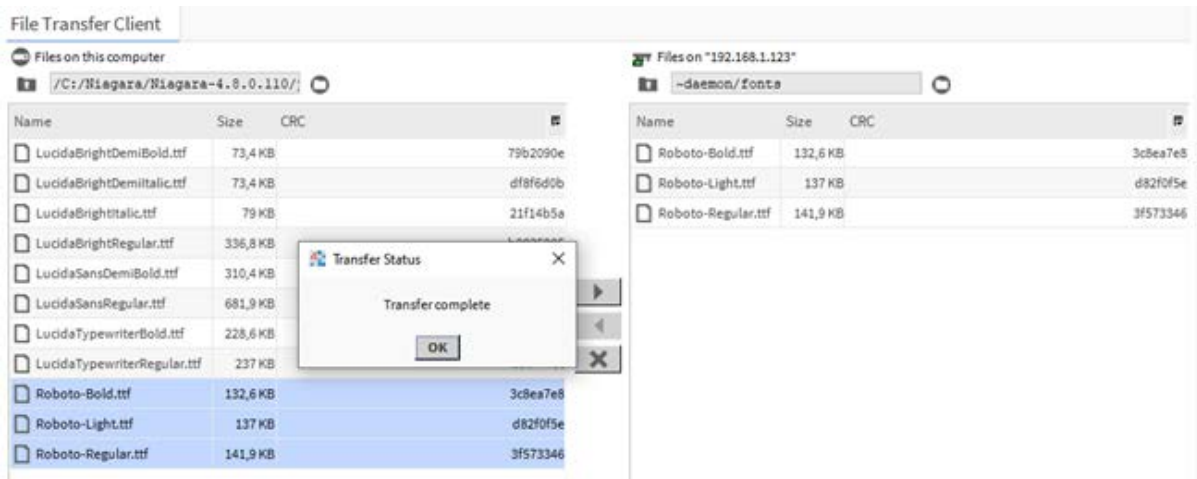 File Transfer Client
Files on this computer
/C:/Niagara/Niagara-4.8.0.110/
Name Size CRC
LucidaBrightDemiBold.ttf 73,4 KB 79b2090e
LucidaBrightDemiItalic.ttf 73,4 KB df8f6d0b
LucidaBrightItalic.ttf 79 KB 21f14b5a
LucidaBrightRegular.ttf 336,8 KB
LucidaSansDemiBold.ttf 310,4 KB
LucidaSansRegular.ttf 681,9 KB
LucidaTypewriterBold.ttf 228,6 KB
LucidaTypewriterRegular.ttf 237 KB
Roboto-Bold.ttf 132,6 KB 3c8ea7e8
Roboto-Light.ttf 137 KB d82f0f5e
Roboto-Regular.ttf 141,9 KB 3f573346
Transfer Status
Transfer complete
OK
Files on "192.168.1.123"
~daemon/fonts
Name Size CRC
Roboto-Bold.ttf 132,6 KB 3c8ea7e8
Roboto-Light.ttf 137 KB d82f0f5e
Roboto-Regular.ttf 141,9 KB 3f573346